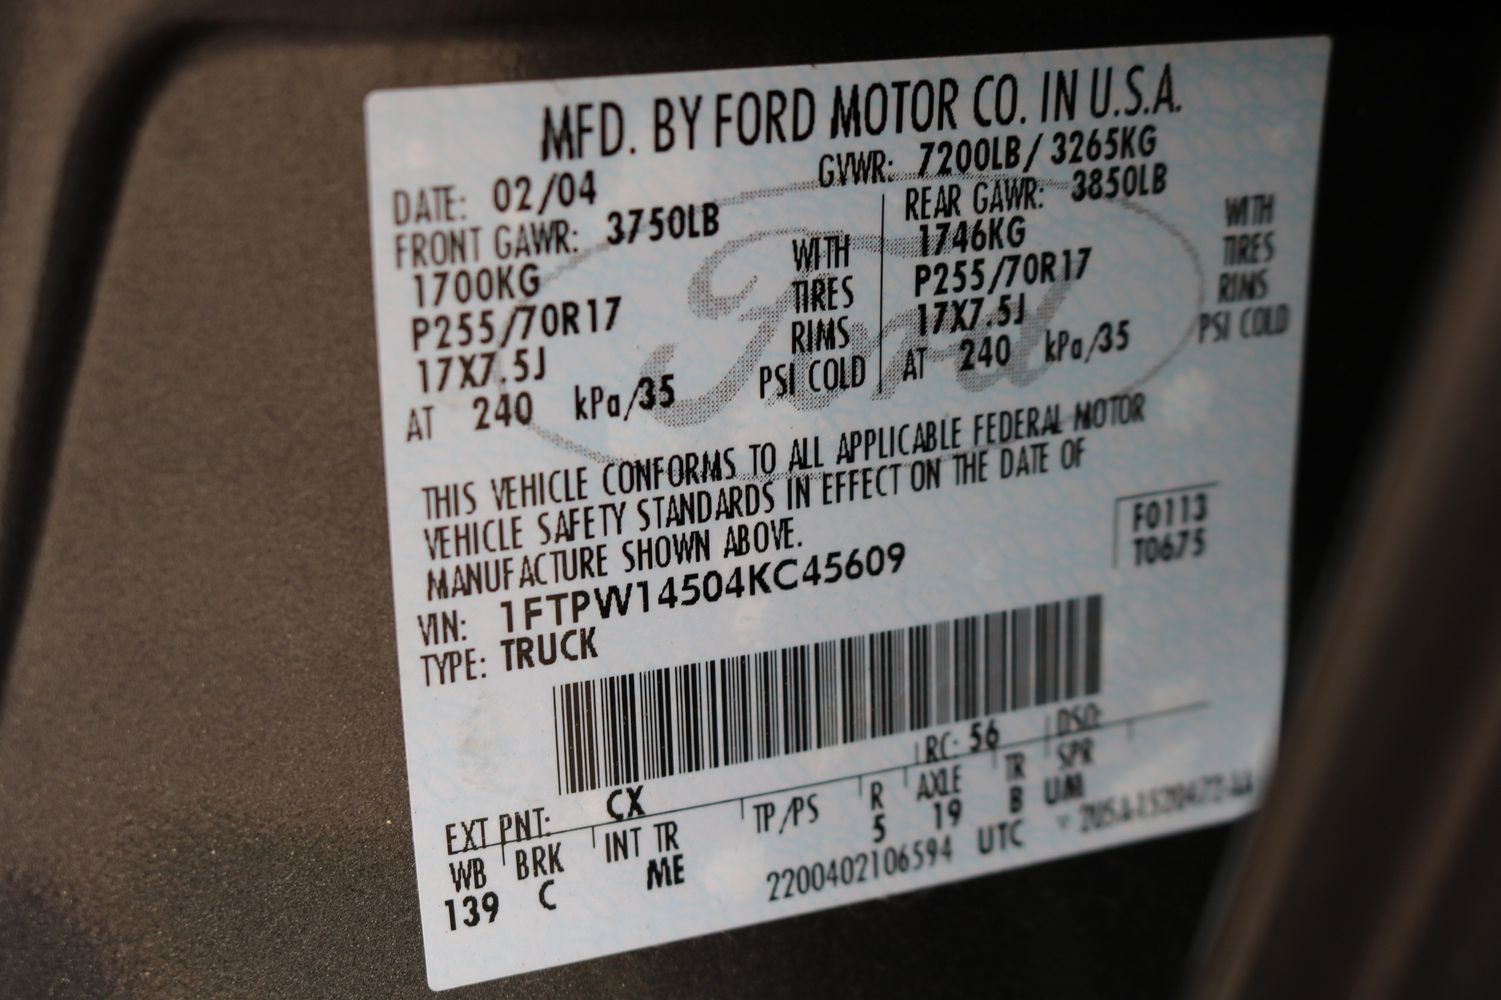 MFD. BY FORD MOTOR CO. IN U.S.A.
DATE: 02/04 GVWR: 7200LB/ 3265KG
FRONT GAWR: 3750LB REAR GAWR: 3850LB
1700KG WITH 1746KG WITH
P255/70R17 TIRES P255/70R17 TIRES
17X7.5J RIMS 17X7.5J RIMS
AT 240 kPa/35 PSI COLD AT 240 kPa/35 PSI COLD
Ford
THIS VEHICLE CONFORMS TO ALL APPLICABLE FEDERAL MOTOR
VEHICLE SAFETY STANDARDS IN EFFECT ON THE DATE OF
MANUFACTURE SHOWN ABOVE.
F0113
T0675
VIN: 1FTPW14504KC45609
TYPE: TRUCK
EXT PNT: CX RC: 56 DSO:
WB BRK INT TR TP/PS R AXLE TR SPR
139 C ME 5 19 B UM
2200402106594 UTC